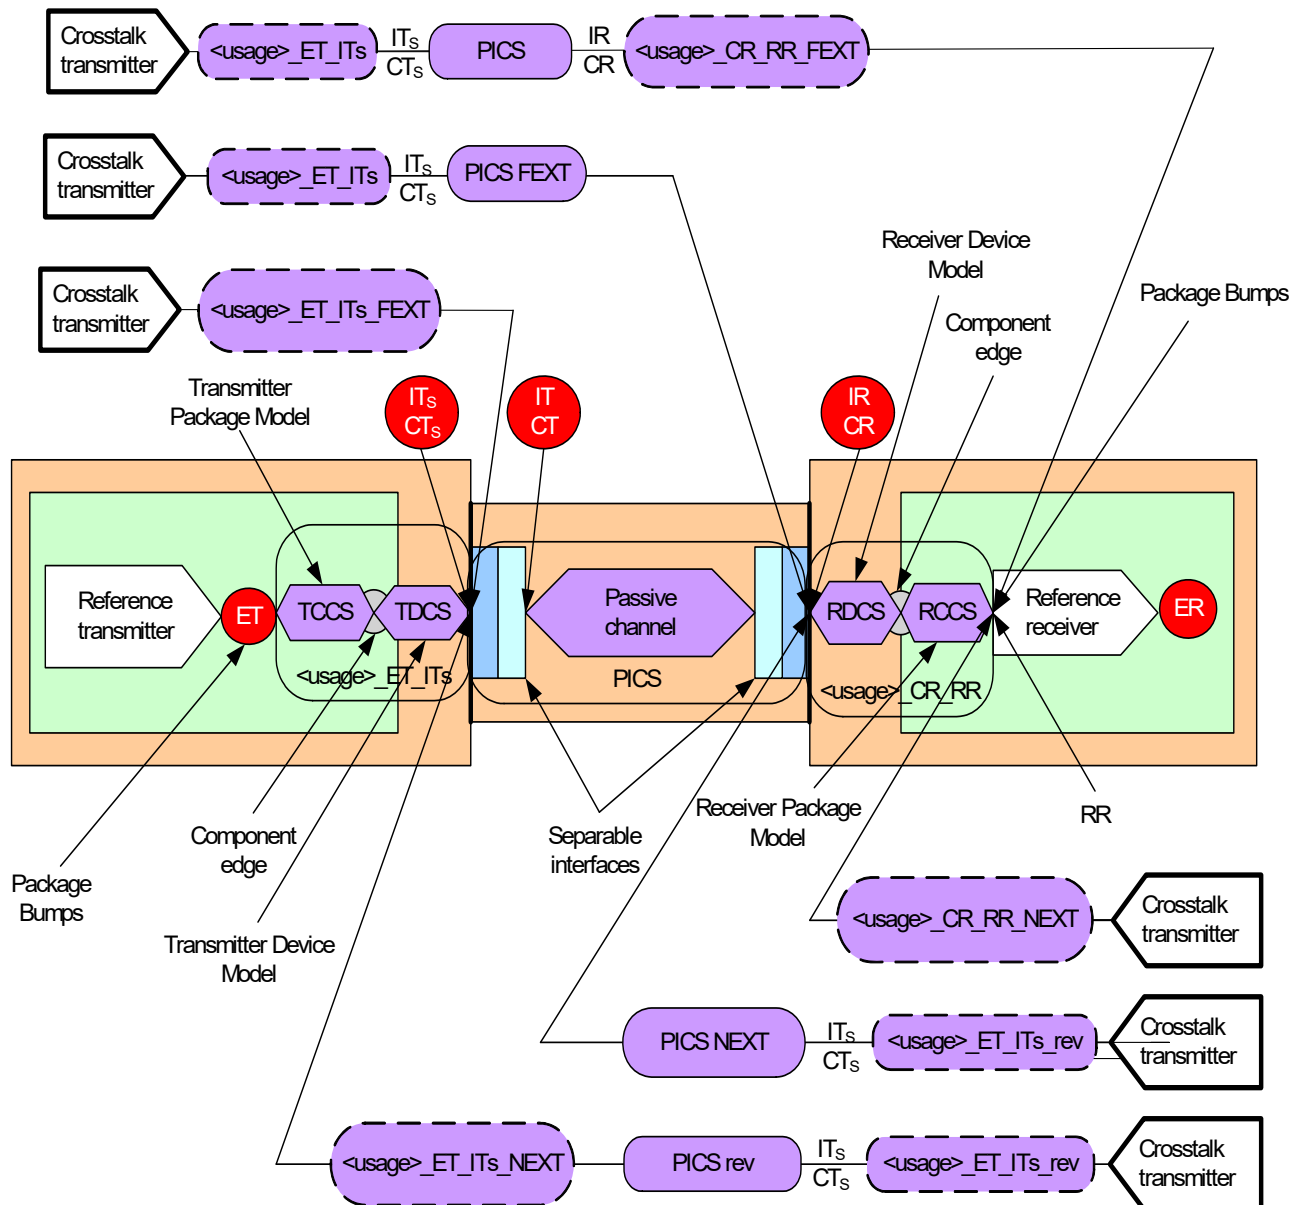 Crosstalk
transmitter
<usage>_ET_ITs
ITS
CTS
PICS
IR
CR
<usage>_CR_RR_FEXT
Crosstalk
transmitter
<usage>_ET_ITs
ITS
CTS
PICS FEXT
Crosstalk
transmitter
<usage>_ET_ITs_FEXT
Receiver Device
Model
Package Bumps
Component
edge
Transmitter
Package Model
ITS
CTS
IT
CT
IR
CR
Reference
transmitter
ET
TCCS
TDCS
<usage>_ET_ITs
Passive
channel
PICS
RDCS
RCCS
<usage>_CR_RR
Reference
receiver
ER
Package
Bumps
Component
edge
Transmitter Device
Model
Separable
interfaces
Receiver Package
Model
RR
<usage>_CR_RR_NEXT
Crosstalk
transmitter
PICS NEXT
ITS
CTS
<usage>_ET_ITs_rev
Crosstalk
transmitter
<usage>_ET_ITs_NEXT
PICS rev
ITS
CTS
<usage>_ET_ITs_rev
Crosstalk
transmitter